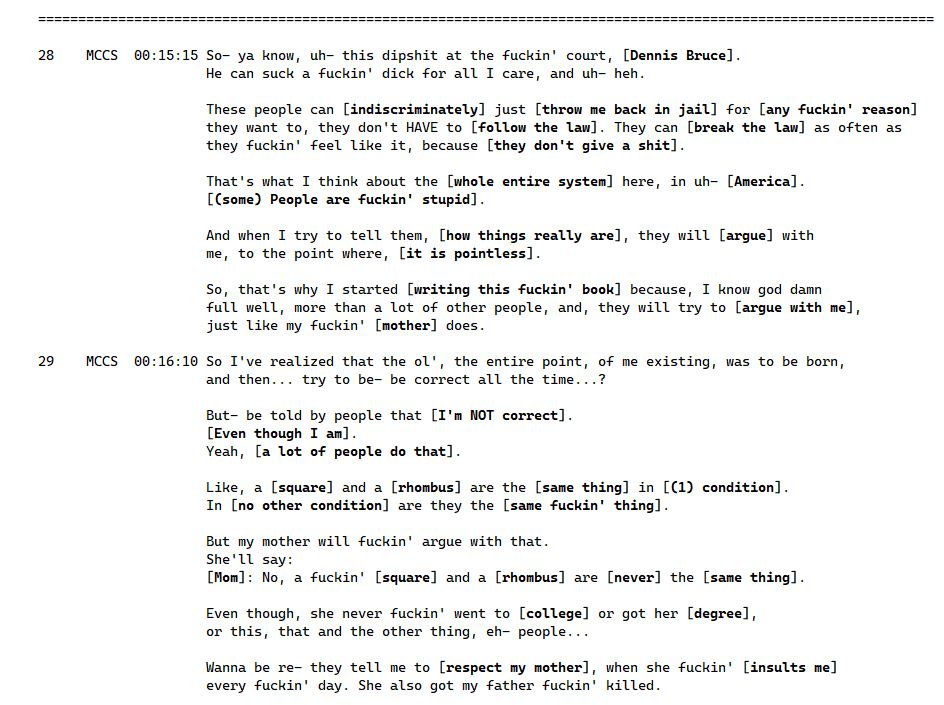 ================================================================================================================
28 MCCS 00:15:15 So– ya know, uh– this dipshit at the fuckin' court, [Dennis Bruce].
He can suck a fuckin' dick for all I care, and uh– heh.
These people can [indiscriminately] just [throw me back in jail] for [any fuckin' reason]
they want to, they don't HAVE to [follow the law]. They can [break the law] as often as
they fuckin' feel like it, because [they don't give a shit].
That's what I think about the [whole entire system] here, in uh– [America].
[(some) People are fuckin' stupid].
And when I try to tell them, [how things really are], they will [argue] with
me, to the point where, [it is pointless].
So, that's why I started [writing this fuckin' book] because, I know god damn
full well, more than a lot of other people, and, they will try to [argue with me],
just like my fuckin' [mother] does.
29 MCCS 00:16:10 So I've realized that the ol', the entire point, of me existing, was to be born,
and then... try to be– be correct all the time...?
But– be told by people that [I'm NOT correct].
[Even though I am].
Yeah, [a lot of people do that].
Like, a [square] and a [rhombus] are the [same thing] in [(1) condition].
In [no other condition] are they the [same fuckin' thing].
But my mother will fuckin' argue with that.
She'll say:
[Mom]: No, a fuckin' [square] and a [rhombus] are [never] the [same thing].
Even though, she never fuckin' went to [college] or got her [degree],
or this, that and the other thing, eh– people...
Wanna be re– they tell me to [respect my mother], when she fuckin' [insults me]
every fuckin' day. She also got my father fuckin' killed.